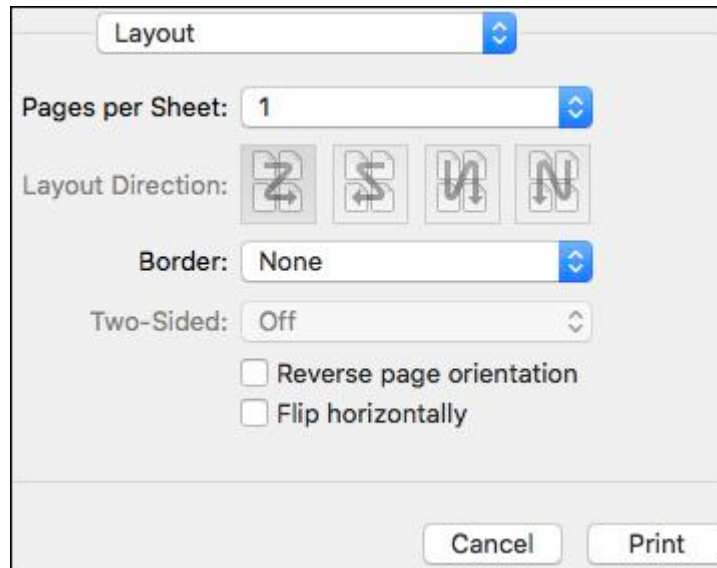 Layout
Pages per Sheet: 1
Layout Direction:
Border: None
Two-Sided: Off
Reverse page orientation
Flip horizontally
Cancel Print